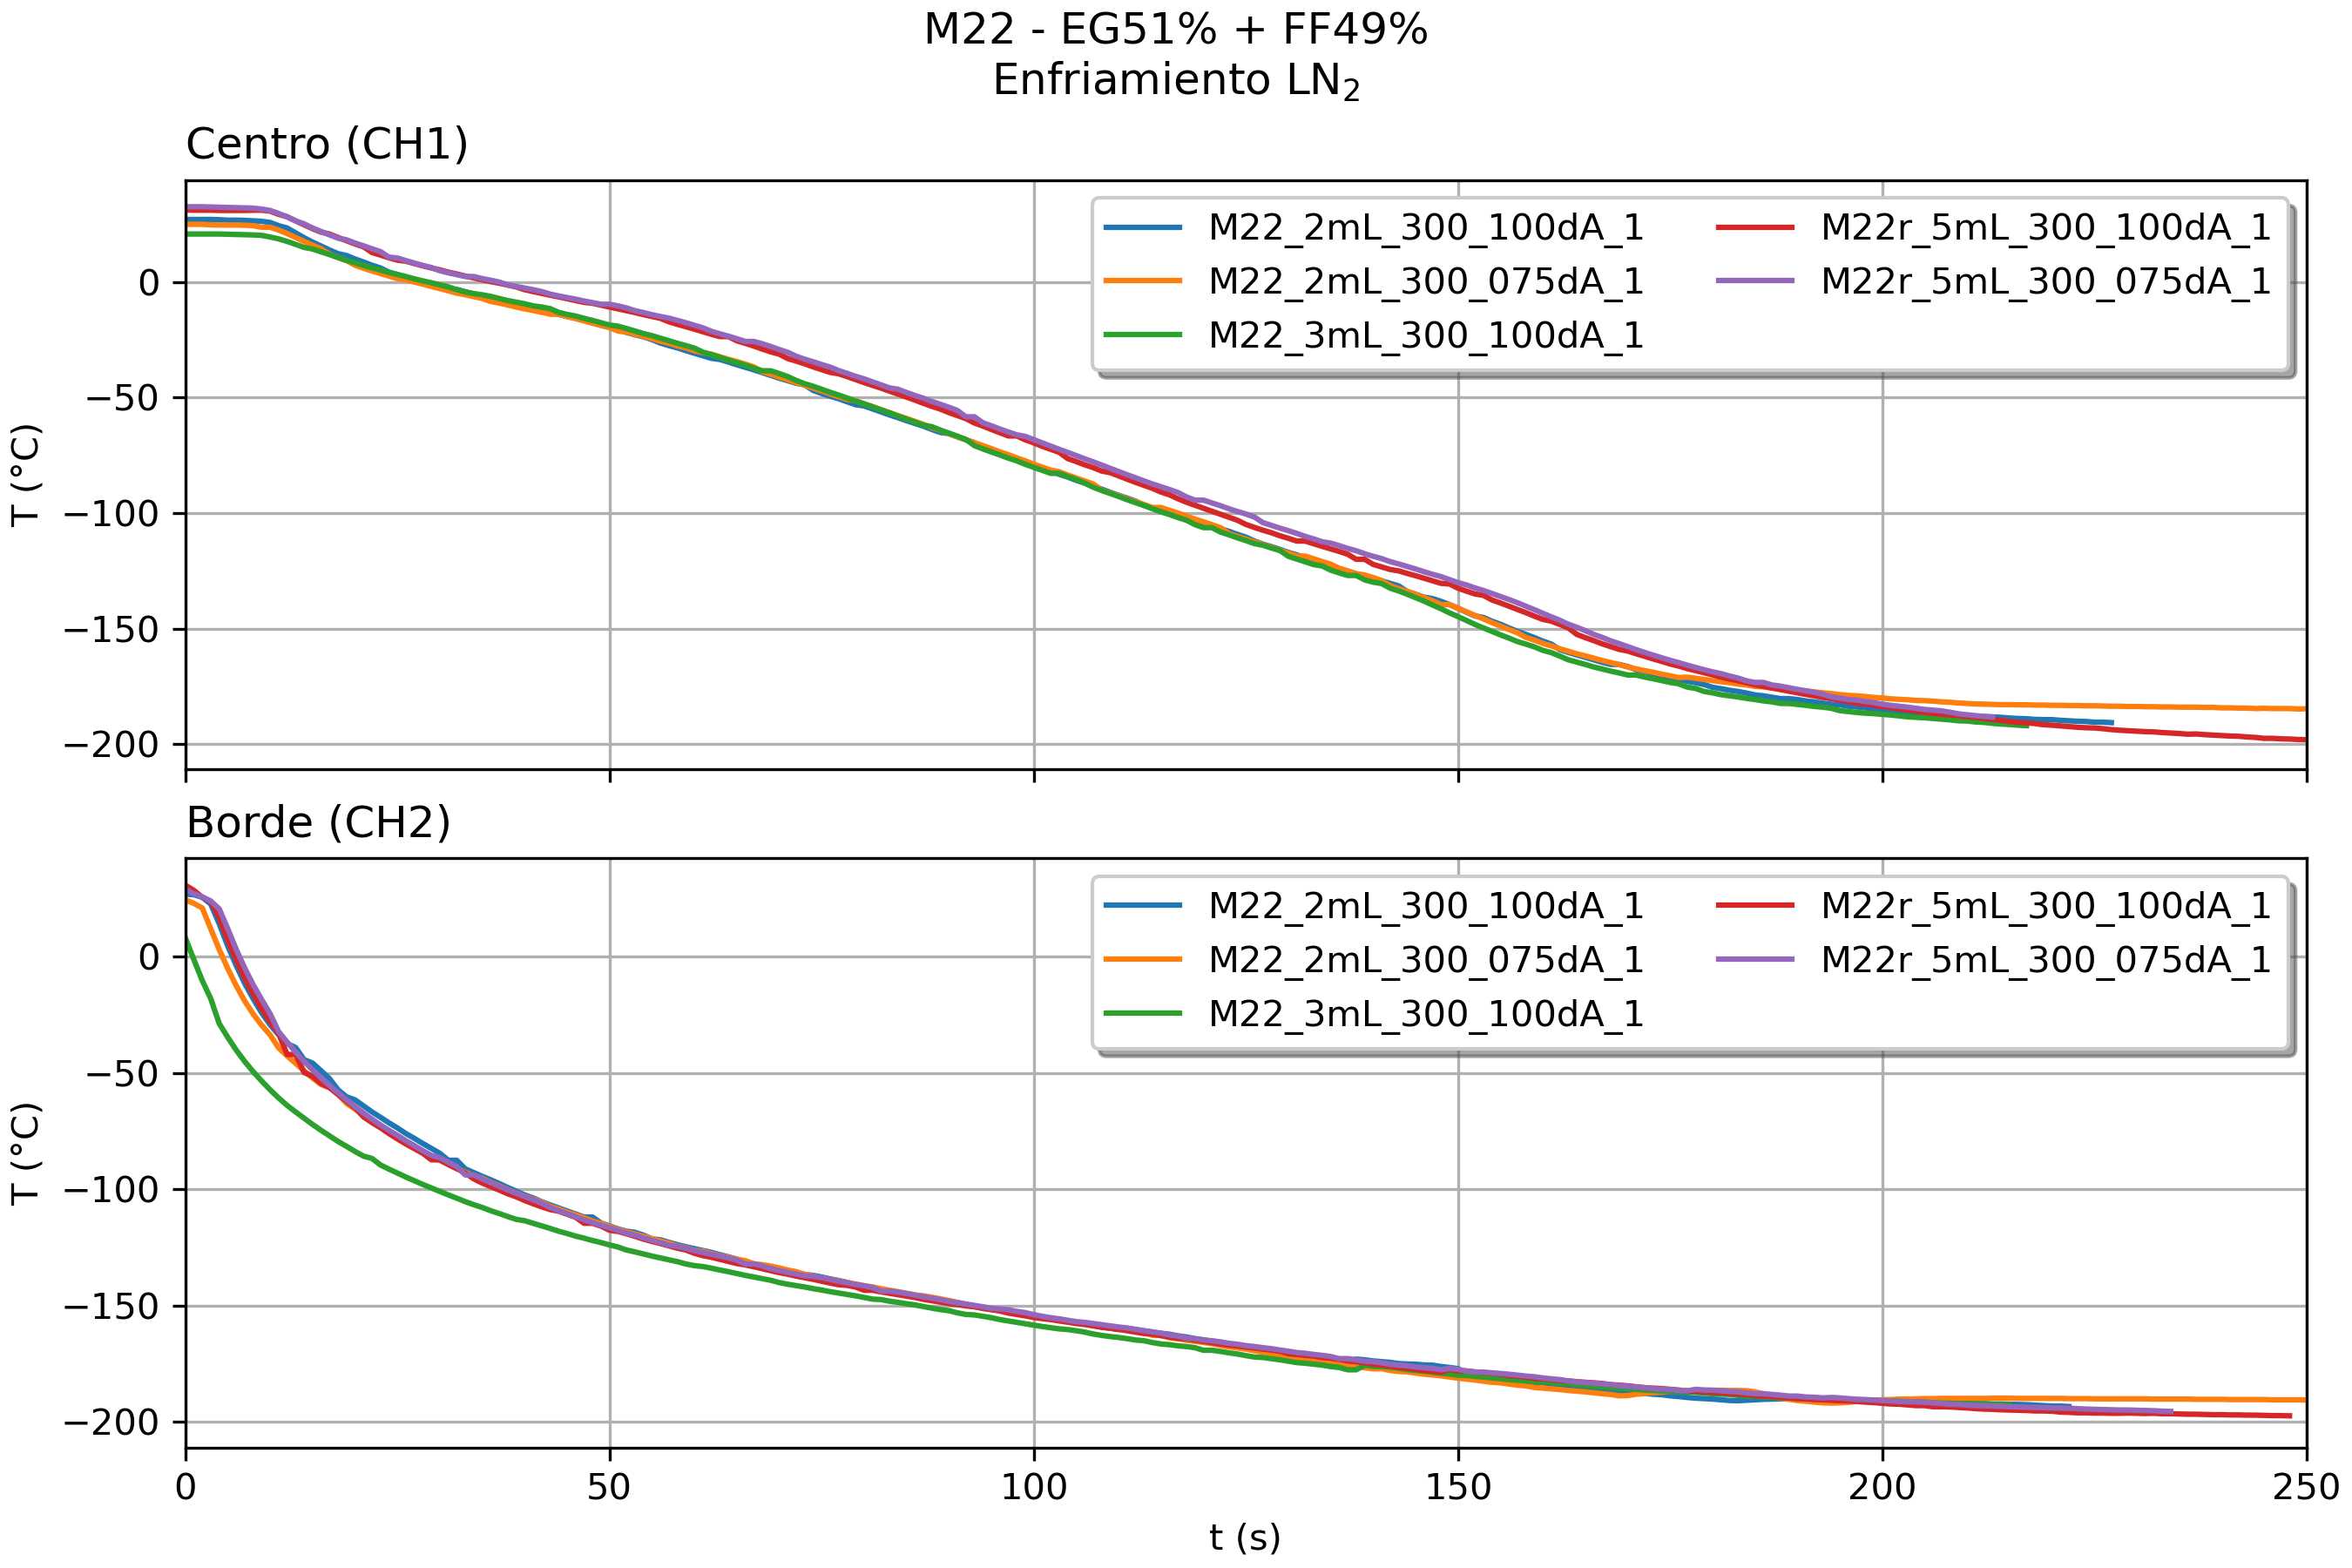 M22 - EG51% + FF49%
Enfriamiento LN₂
Centro (CH1)
M22_2mL_300_100dA_1
M22_2mL_300_075dA_1
M22_3mL_300_100dA_1
M22r_5mL_300_100dA_1
M22r_5mL_300_075dA_1
T (°C)
0
−50
−100
−150
−200
Borde (CH2)
M22_2mL_300_100dA_1
M22_2mL_300_075dA_1
M22_3mL_300_100dA_1
M22r_5mL_300_100dA_1
M22r_5mL_300_075dA_1
T (°C)
0
−50
−100
−150
−200
0 50 100 150 200 250
t (s)